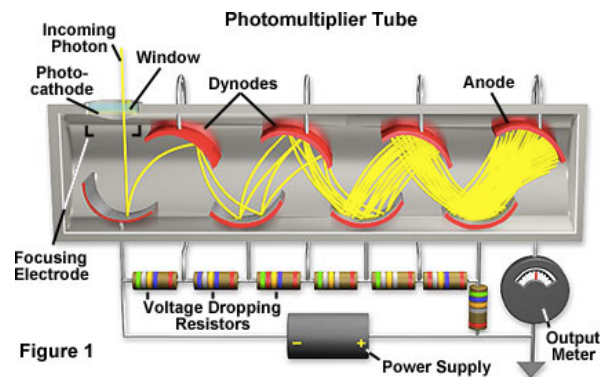 Photomultiplier Tube
Incoming
Photon
Photo-
cathode
Window
Dynodes
Anode
Focusing
Electrode
Voltage Dropping
Resistors
Output
Meter
Power Supply
Figure 1
− +